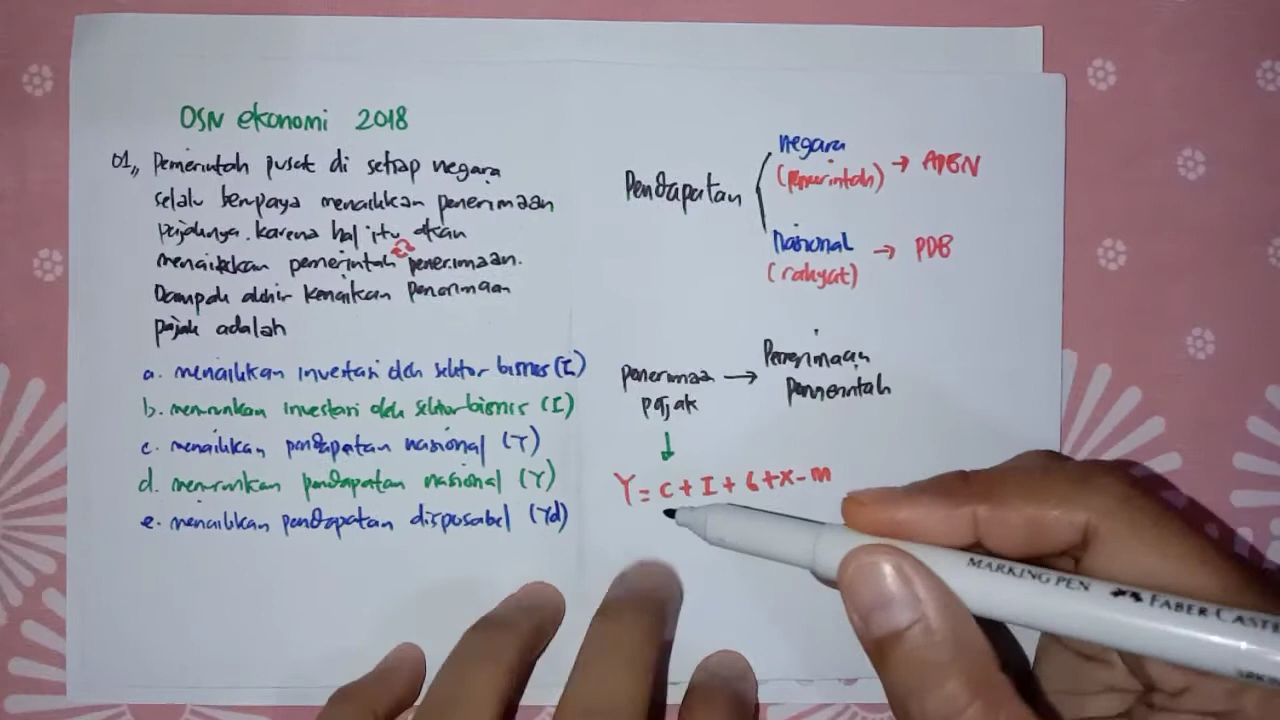 OSN ekonomi 2018
01,, Pemerintah pusat di setiap negara
selalu berupaya menaikkan penerimaan
pajaknya. karena hal itu akan
menaikkan pemerintah penerimaan.
Dampak akhir kenaikan penerimaan
pajak adalah
a. menaikkan investasi oleh sektor bisnis (I)
b. menurunkan investasi oleh sektor bisnis (I)
c. menaikkan pendapatan nasional (Y)
d. menurunkan pendapatan nasional (Y)
e. menaikkan pendapatan disposabel (Yd)
Pendapatan
negara
(pemerintah) → APBN
nasional → PDB
(rakyat)
penerimaan → Penerimaan
pajak pemerintah
↓
Y = C + I + G + X - M
MARKING PEN FABER-CASTE